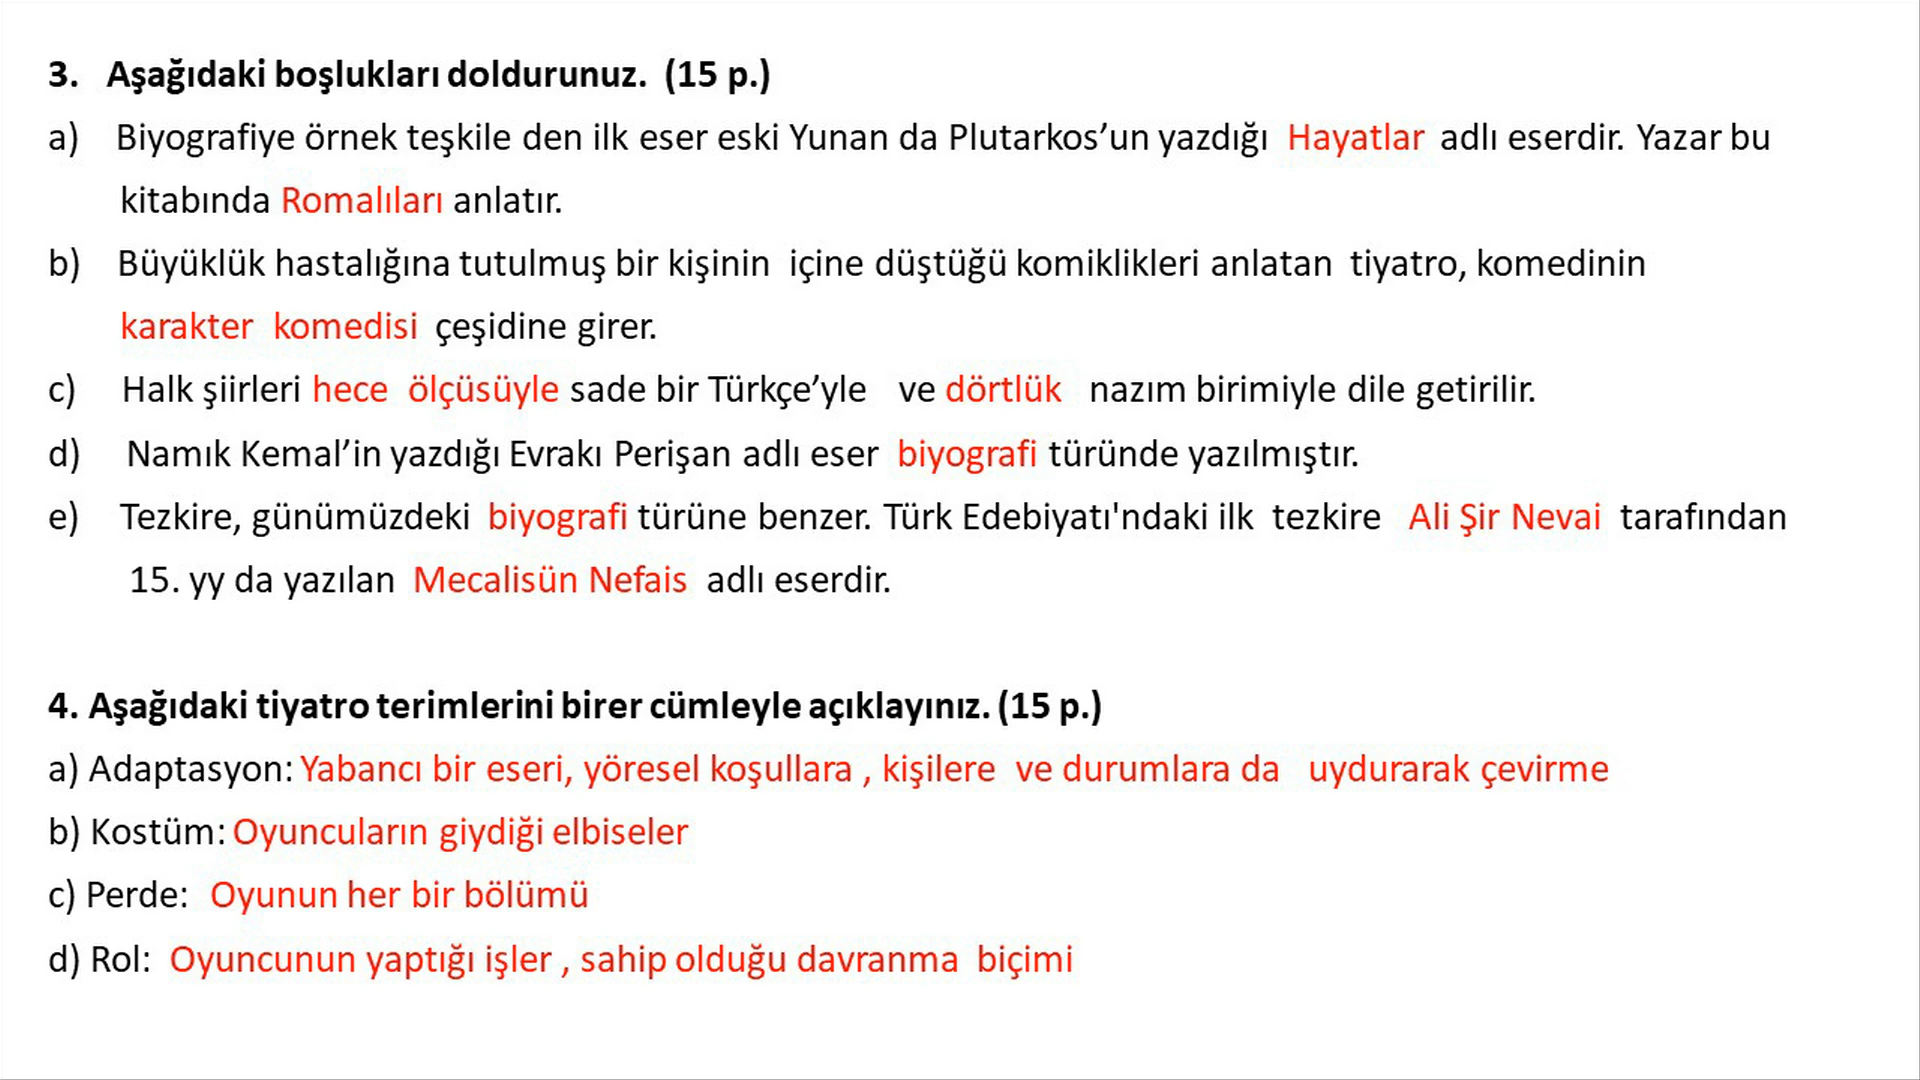 3. Aşağıdaki boşlukları doldurunuz. (15 p.)
a) Biyografiye örnek teşkile den ilk eser eski Yunan da Plutarkos’un yazdığı Hayatlar adlı eserdir. Yazar bu
kitabında Romalıları anlatır.
b) Büyüklük hastalığına tutulmuş bir kişinin içine düştüğü komiklikleri anlatan tiyatro, komedinin
karakter komedisi çeşidine girer.
c) Halk şiirleri hece ölçüsüyle sade bir Türkçe’yle ve dörtlük nazım birimiyle dile getirilir.
d) Namık Kemal’in yazdığı Evrakı Perişan adlı eser biyografi türünde yazılmıştır.
e) Tezkire, günümüzdeki biyografi türüne benzer. Türk Edebiyatı'ndaki ilk tezkire Ali Şir Nevai tarafından
15. yy da yazılan Mecalisün Nefais adlı eserdir.
4. Aşağıdaki tiyatro terimlerini birer cümleyle açıklayınız. (15 p.)
a) Adaptasyon: Yabancı bir eseri, yöresel koşullara , kişilere ve durumlara da uydurarak çevirme
b) Kostüm: Oyuncuların giydiği elbiseler
c) Perde: Oyunun her bir bölümü
d) Rol: Oyuncunun yaptığı işler , sahip olduğu davranma biçimi